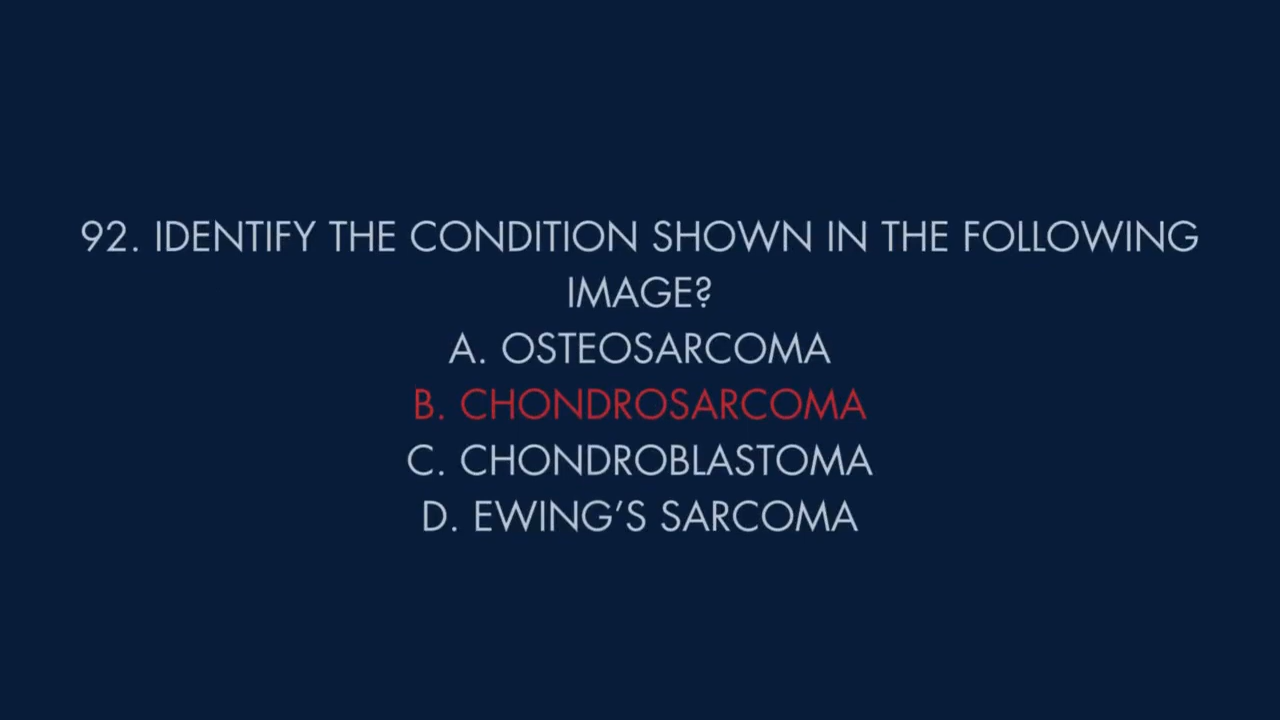 92. IDENTIFY THE CONDITION SHOWN IN THE FOLLOWING
IMAGE?
A. OSTEOSARCOMA
B. CHONDROSARCOMA
C. CHONDROBLASTOMA
D. EWING’S SARCOMA